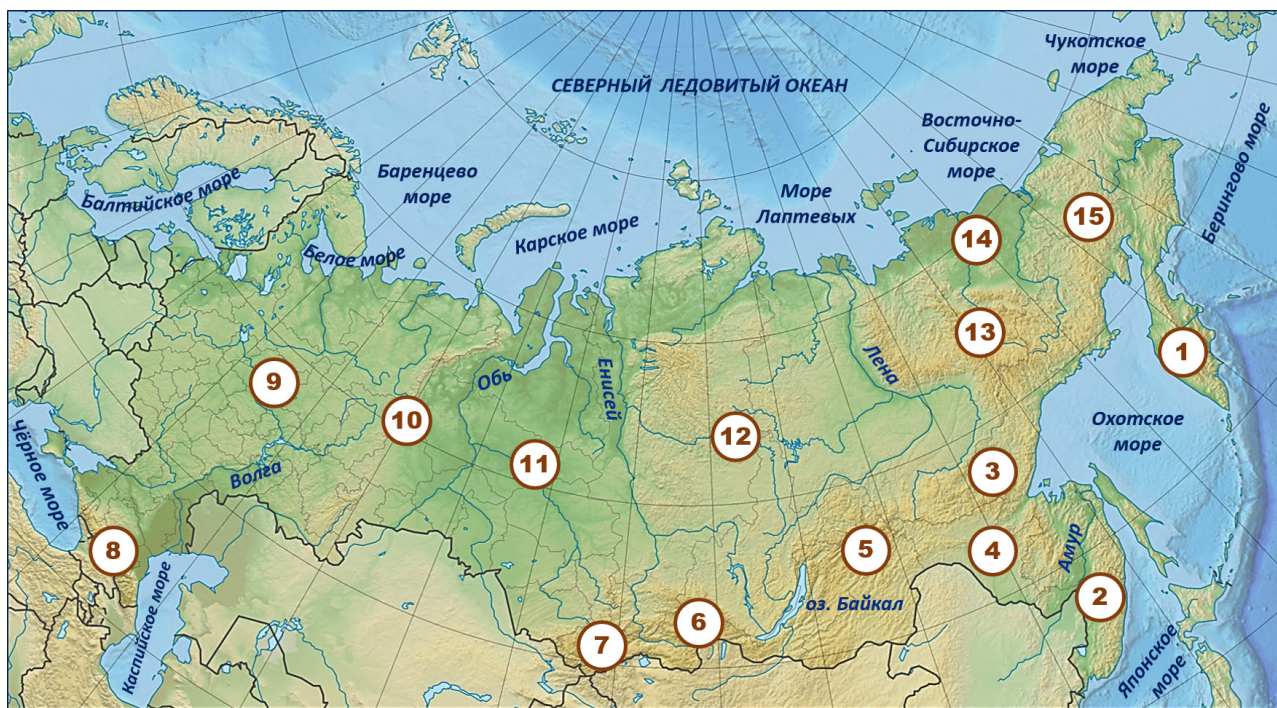 Чукотское
море
СЕВЕРНЫЙ ЛЕДОВИТЫЙ ОКЕАН
Восточно-
Сибирское
море
Берингово море
Баренцево
море
Море
Лаптевых
Балтийское море
Белое море
Карское море
15
14
13
1
Лена
Обь
Енисей
9
10
12
11
Охотское
море
Чёрное море
Волга
3
8
5
4
Амур
2
оз. Байкал
6
7
Каспийское море
Японское
море